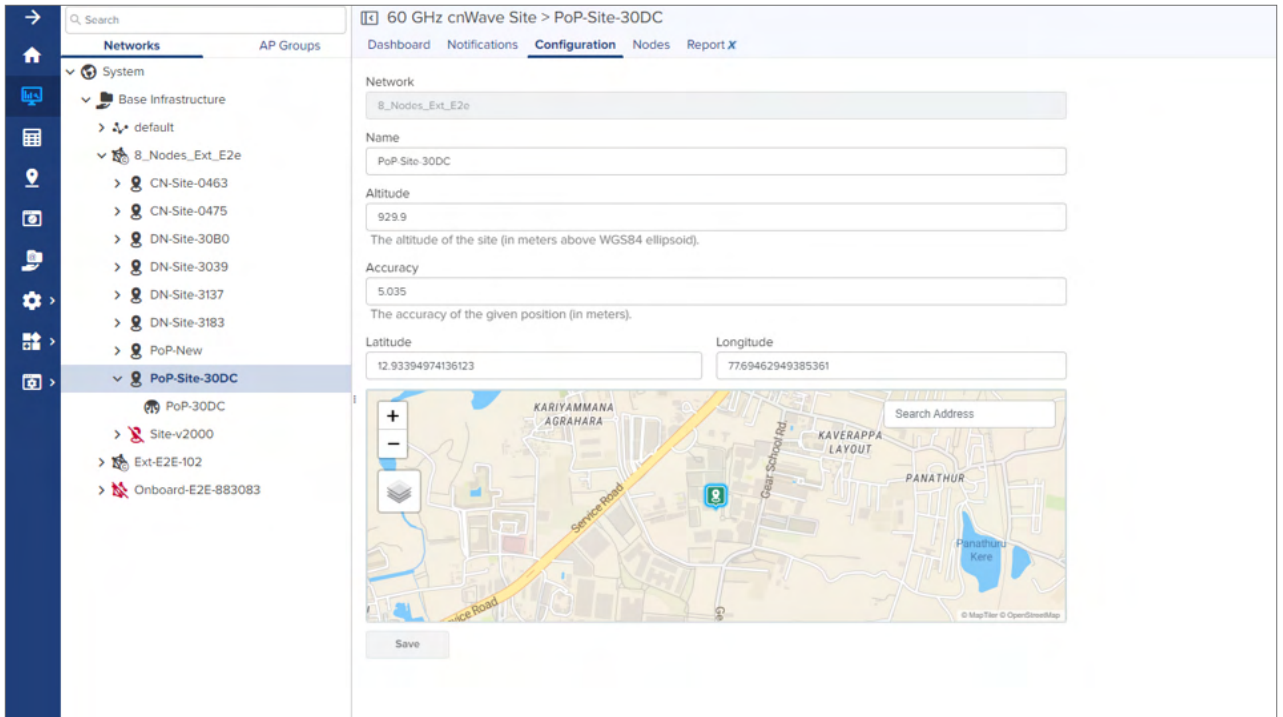 Search
Networks
AP Groups
System
Base Infrastructure
default
8_Nodes_Ext_E2e
CN-Site-0463
CN-Site-0475
DN-Site-30B0
DN-Site-3039
DN-Site-3137
DN-Site-3183
PoP-New
PoP-Site-30DC
PoP-30DC
Site-v2000
Ext-E2E-102
Onboard-E2E-883083
60 GHz cnWave Site > PoP-Site-30DC
Dashboard Notifications Configuration Nodes Report X
Network
8_Nodes_Ext_E2e
Name
PoP-Site-30DC
Altitude
929.9
The altitude of the site (in meters above WGS84 ellipsoid).
Accuracy
5.035
The accuracy of the given position (in meters).
Latitude
Longitude
12.93394974136123
77.69462949385361
+
−
Search Address
KARIYAMMANA
AGRAHARA
Gear School Rd
KAVERAPPA
LAYOUT
PANATHUR
Service Road
Panathuru
Kere
vice Road
Ge
© MapTiler © OpenStreetMap
Save